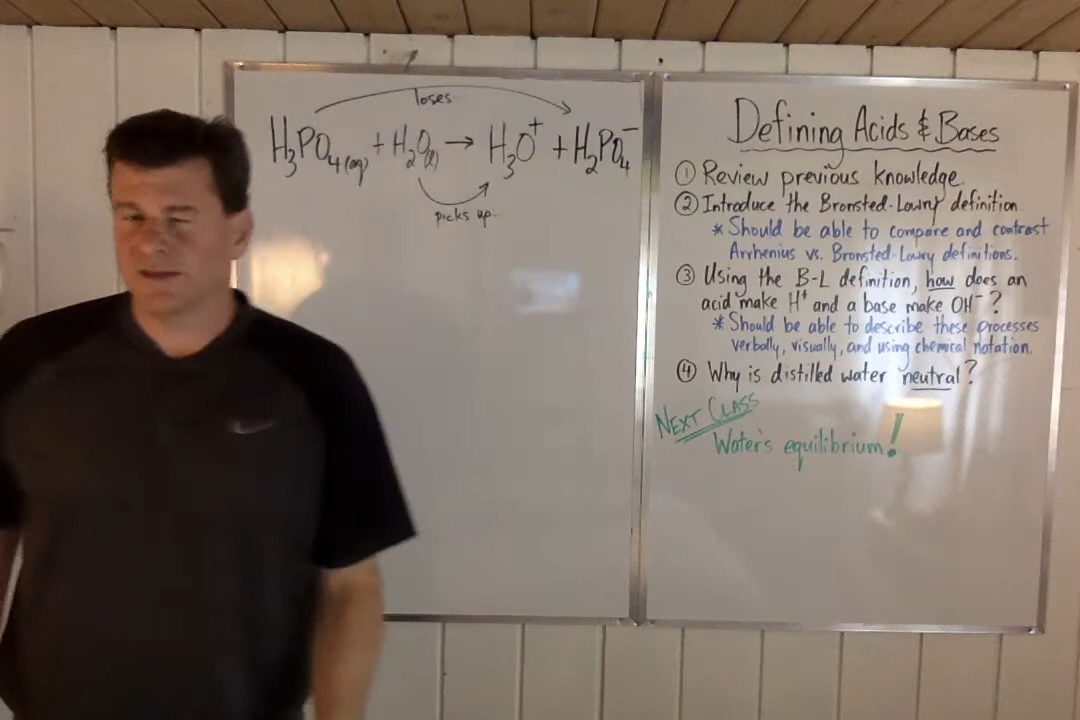 loses
H₃PO₄(aq) + H₂O(l) → H₃O⁺ + H₂PO₄⁻
picks up
Defining Acids & Bases
① Review previous knowledge
② Introduce the Bronsted-Lowry definition
* Should be able to compare and contrast
Arrhenius vs. Bronsted-Lowry definitions.
③ Using the B-L definition, how does an
acid make H⁺ and a base make OH⁻?
* Should be able to describe these processes
verbally, visually, and using chemical notation.
④ Why is distilled water neutral?
NEXT CLASS
Water's equilibrium!